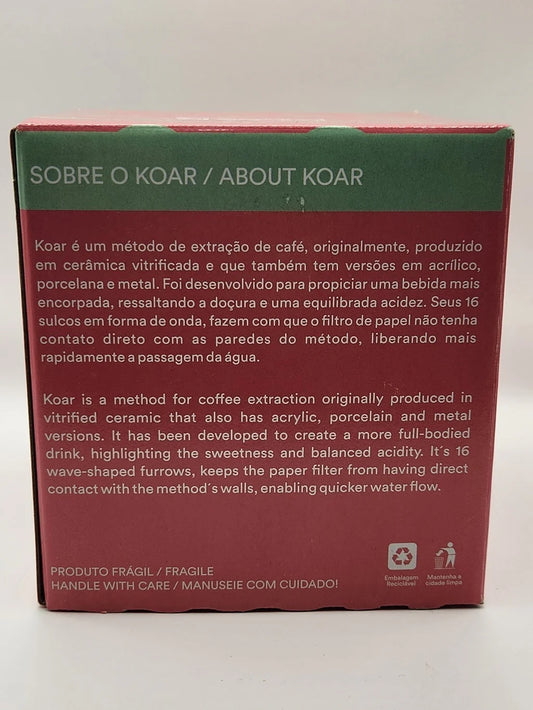 SOBRE O KOAR / ABOUT KOAR
Koar é um método de extração de café, originalmente, produzido
em cerâmica vitrificada e que também tem versões em acrílico,
porcelana e metal. Foi desenvolvido para propiciar uma bebida mais
encorpada, ressaltando a doçura e uma equilibrada acidez. Seus 16
sulcos em forma de onda, fazem com que o filtro de papel não tenha
contato direto com as paredes do método, liberando mais
rapidamente a passagem da água.
Koar is a method for coffee extraction originally produced in
vitrified ceramic that also has acrylic, porcelain and metal
versions. It has been developed to create a more full-bodied
drink, highlighting the sweetness and balanced acidity. It´s 16
wave-shaped furrows, keeps the paper filter from having direct
contact with the method´s walls, enabling quicker water flow.
PRODUTO FRÁGIL / FRAGILE
HANDLE WITH CARE / MANUSEIE COM CUIDADO!
Embalagem
Reciclável
Mantenha a
cidade limpa